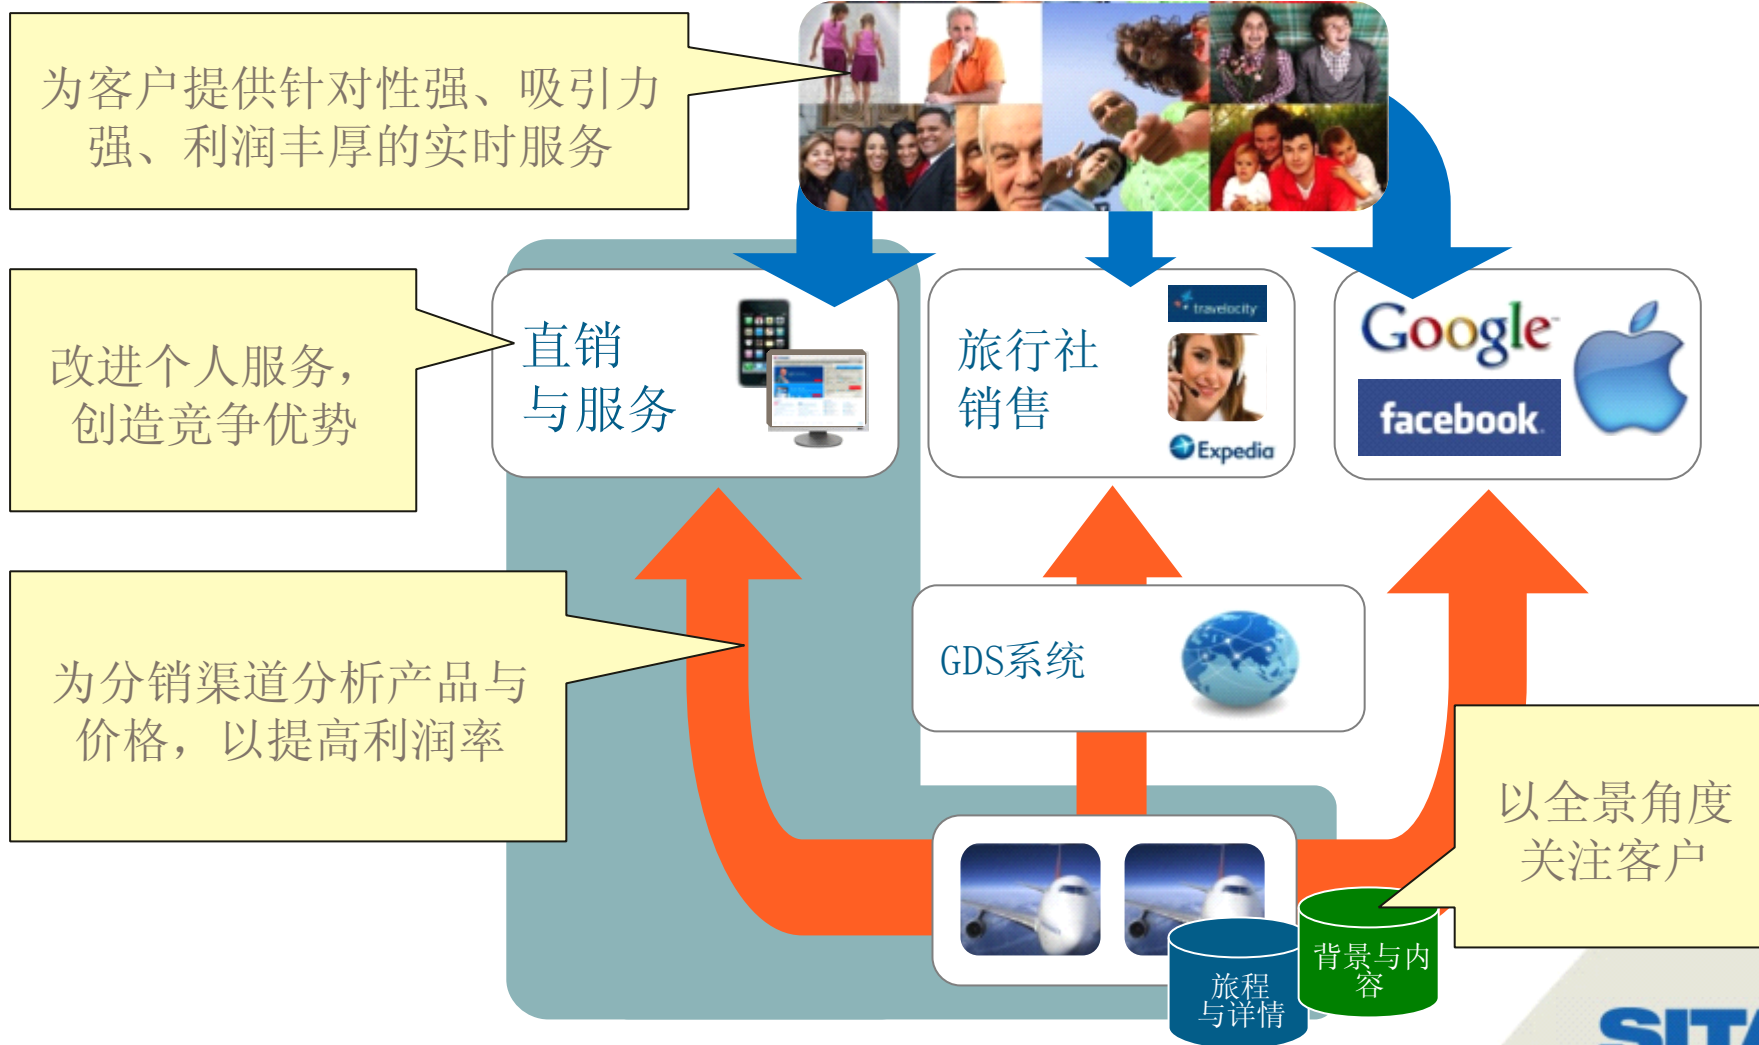 为客户提供针对性强、吸引力
强、利润丰厚的实时服务
改进个人服务，
创造竞争优势
直销
与服务
旅行社
销售
travelocity
Expedia
Google
facebook
为分销渠道分析产品与
价格，以提高利润率
GDS系统
以全景角度
关注客户
背景与内
容
旅程
与详情
SITA